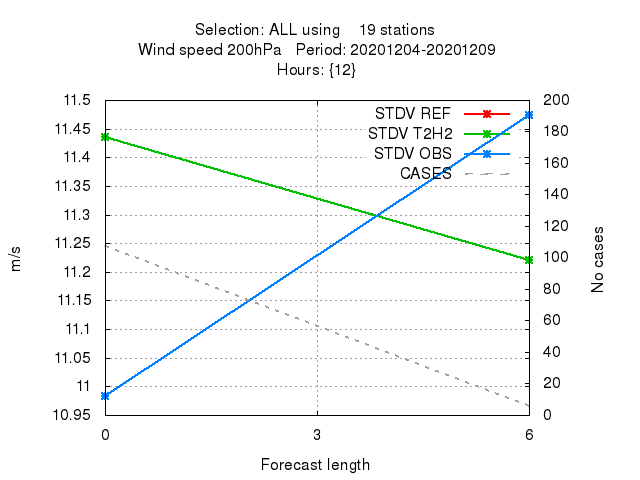 Selection: ALL using 19 stations
Wind speed 200hPa Period: 20201204-20201209
Hours: {12}
11.5
11.45
11.4
11.35
11.3
11.25
11.2
11.15
11.1
11.05
11
10.95
m/s
STDV REF
STDV T2H2
STDV OBS
CASES
200
180
160
140
120
100
80
60
40
20
0
No cases
0 3 6
Forecast length